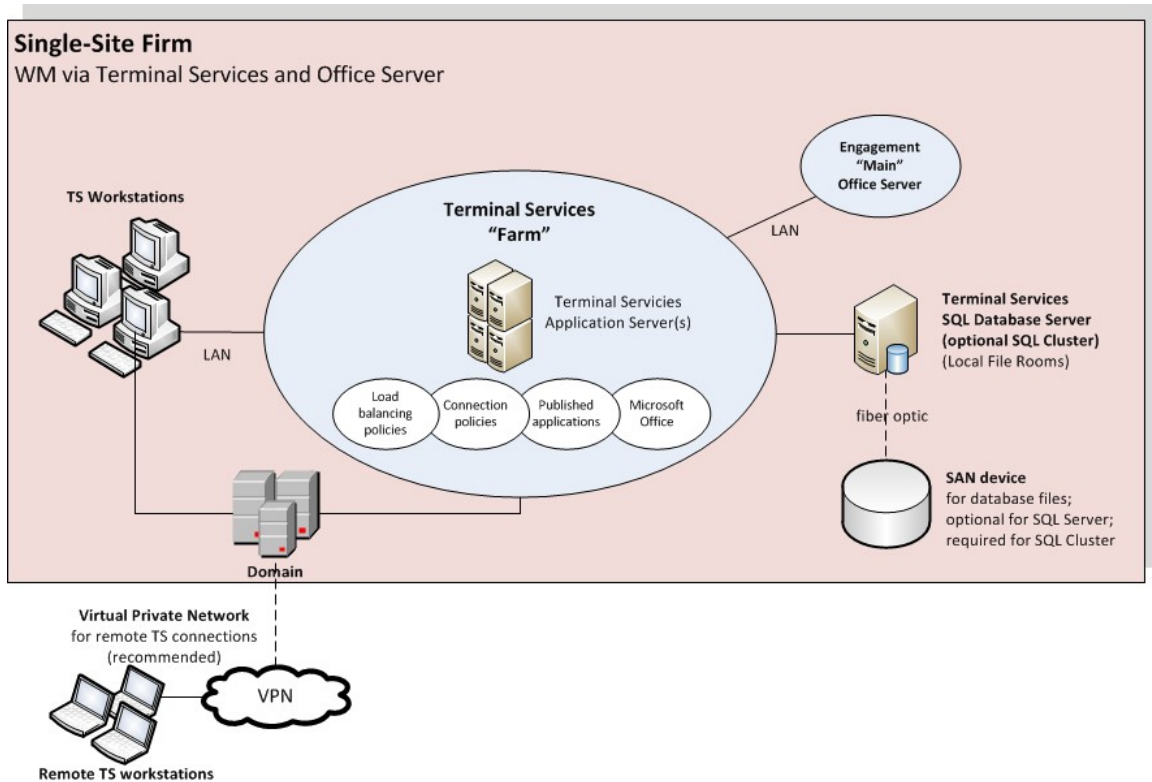 Single-Site Firm
WM via Terminal Services and Office Server
Engagement
“Main”
Office Server
LAN
TS Workstations
LAN
Terminal Services
“Farm”
Terminal Servicies
Application Server(s)
Load
balancing
policies
Connection
policies
Published
applications
Microsoft
Office
Terminal Services
SQL Database Server
(optional SQL Cluster)
(Local File Rooms)
fiber optic
SAN device
for database files;
optional for SQL Server;
required for SQL Cluster
Domain
Virtual Private Network
for remote TS connections
(recommended)
VPN
Remote TS workstations